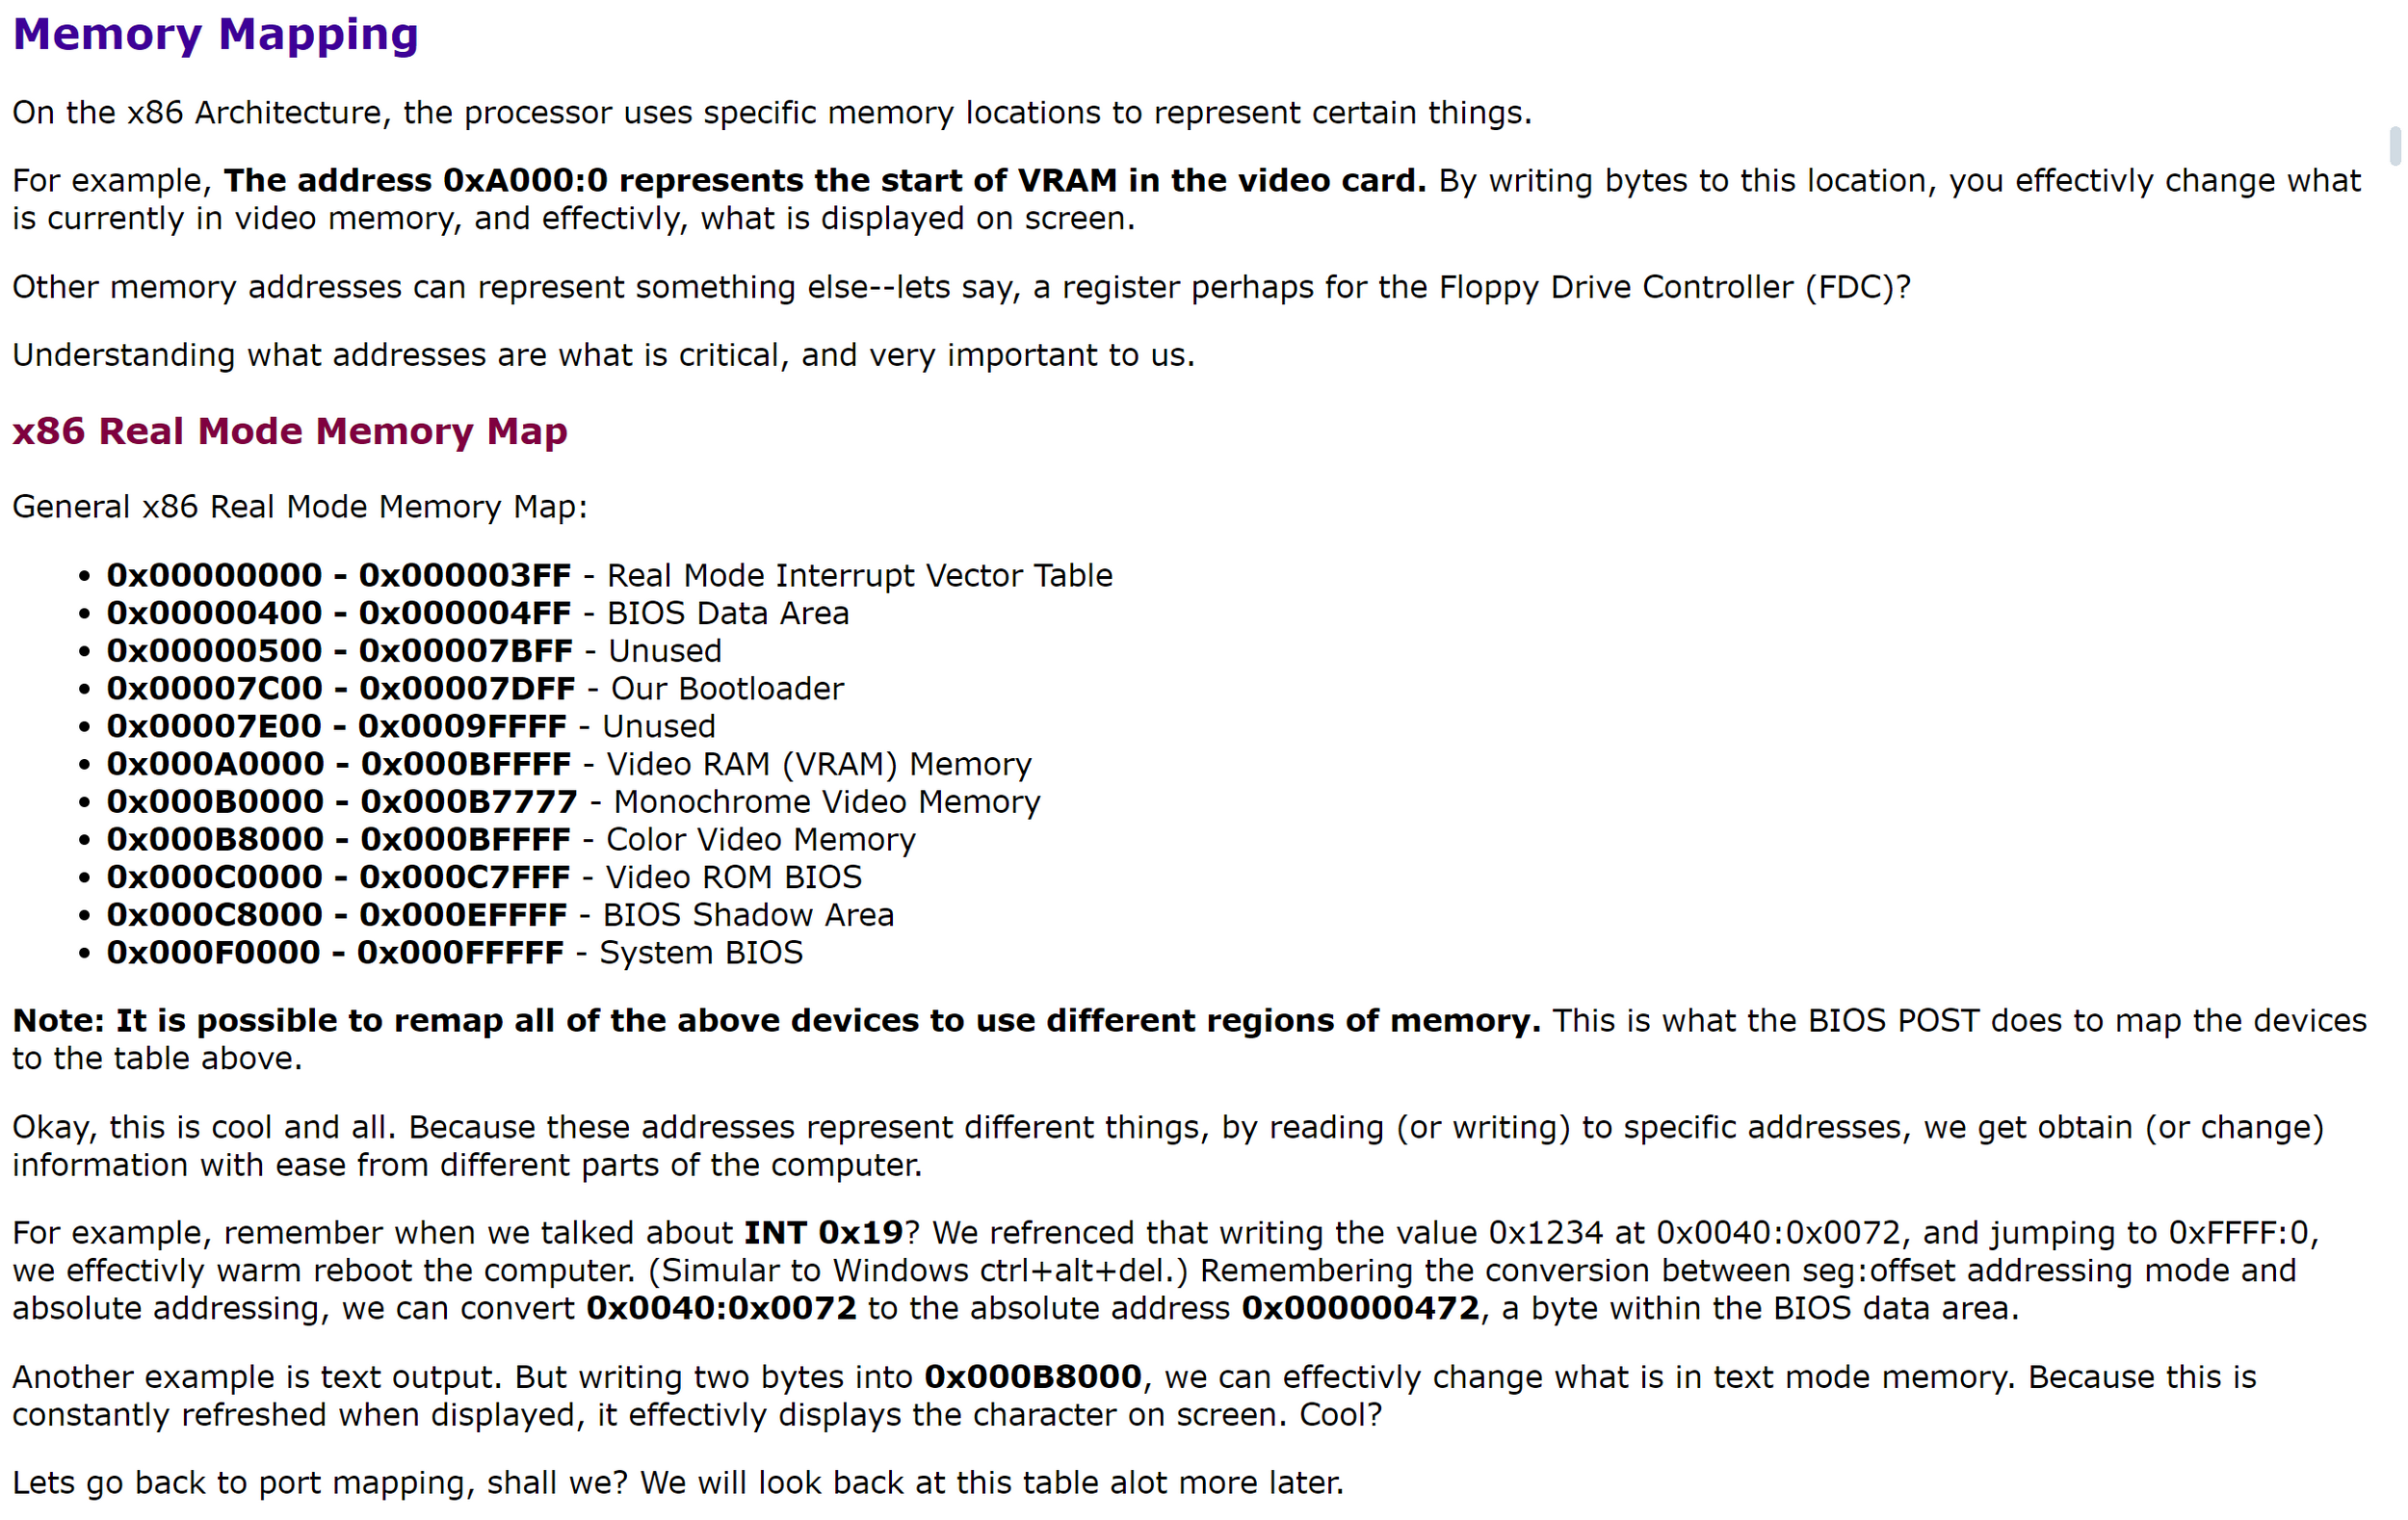 Memory Mapping
On the x86 Architecture, the processor uses specific memory locations to represent certain things.
For example, The address 0xA000:0 represents the start of VRAM in the video card. By writing bytes to this location, you effectivly change what
is currently in video memory, and effectivly, what is displayed on screen.
Other memory addresses can represent something else--lets say, a register perhaps for the Floppy Drive Controller (FDC)?
Understanding what addresses are what is critical, and very important to us.
x86 Real Mode Memory Map
General x86 Real Mode Memory Map:
• 0x00000000 - 0x000003FF - Real Mode Interrupt Vector Table
• 0x00000400 - 0x000004FF - BIOS Data Area
• 0x00000500 - 0x00007BFF - Unused
• 0x00007C00 - 0x00007DFF - Our Bootloader
• 0x00007E00 - 0x0009FFFF - Unused
• 0x000A0000 - 0x000BFFFF - Video RAM (VRAM) Memory
• 0x000B0000 - 0x000B7777 - Monochrome Video Memory
• 0x000B8000 - 0x000BFFFF - Color Video Memory
• 0x000C0000 - 0x000C7FFF - Video ROM BIOS
• 0x000C8000 - 0x000EFFFF - BIOS Shadow Area
• 0x000F0000 - 0x000FFFFF - System BIOS
Note: It is possible to remap all of the above devices to use different regions of memory. This is what the BIOS POST does to map the devices
to the table above.
Okay, this is cool and all. Because these addresses represent different things, by reading (or writing) to specific addresses, we get obtain (or change)
information with ease from different parts of the computer.
For example, remember when we talked about INT 0x19? We refrenced that writing the value 0x1234 at 0x0040:0x0072, and jumping to 0xFFFF:0,
we effectivly warm reboot the computer. (Simular to Windows ctrl+alt+del.) Remembering the conversion between seg:offset addressing mode and
absolute addressing, we can convert 0x0040:0x0072 to the absolute address 0x000000472, a byte within the BIOS data area.
Another example is text output. But writing two bytes into 0x000B8000, we can effectivly change what is in text mode memory. Because this is
constantly refreshed when displayed, it effectivly displays the character on screen. Cool?
Lets go back to port mapping, shall we? We will look back at this table alot more later.